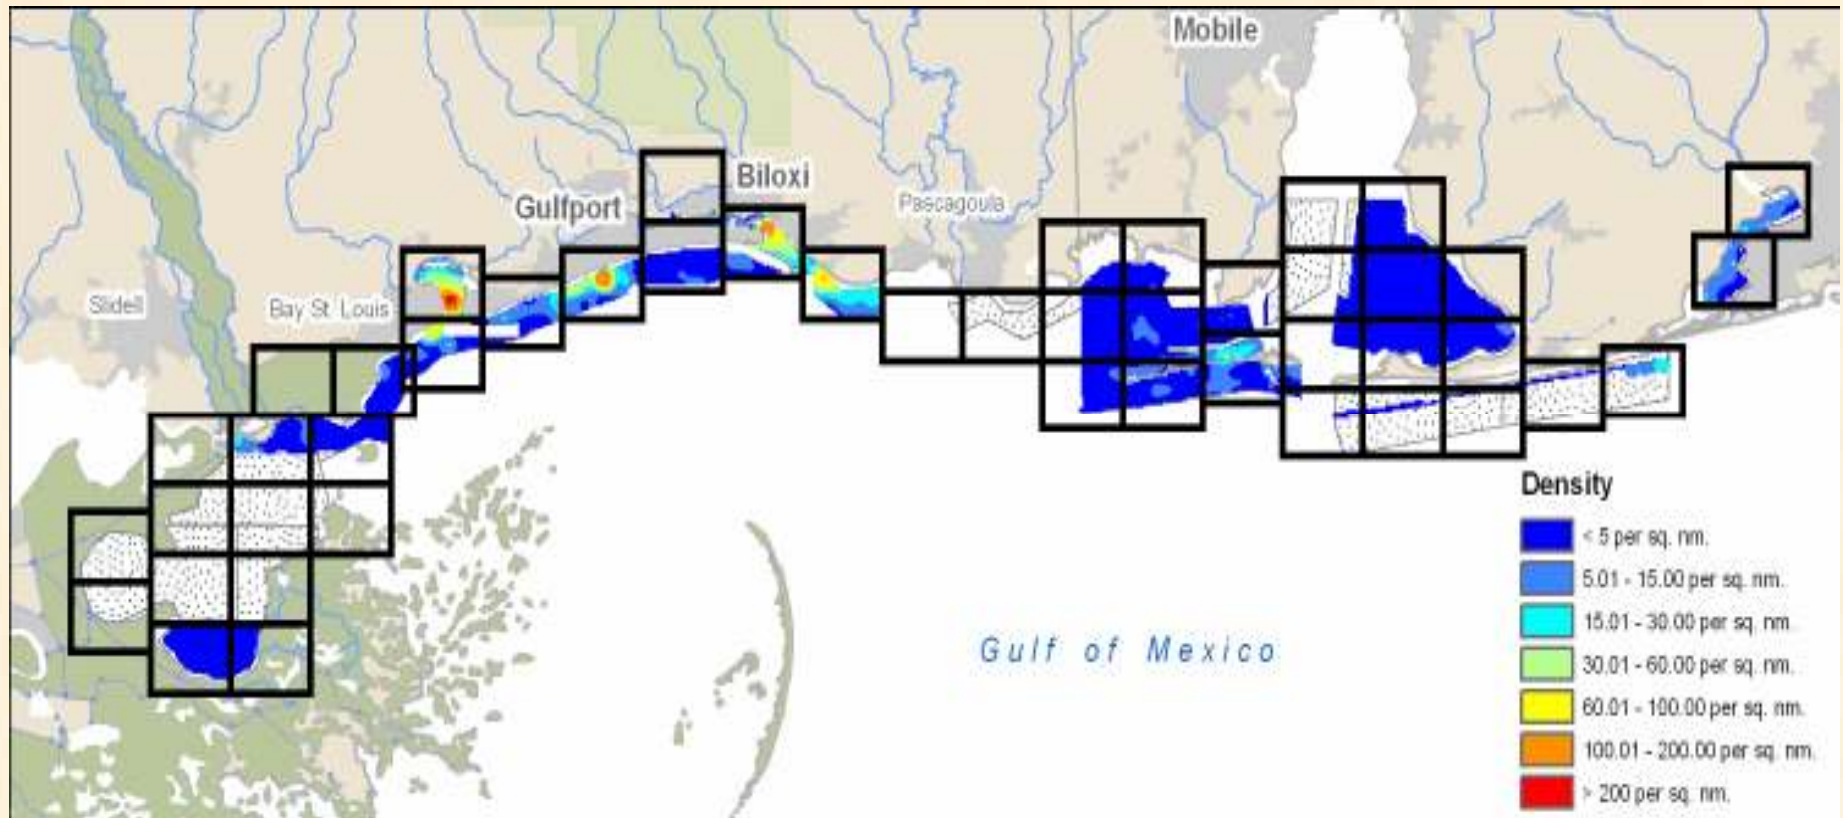 Mobile
Biloxi
Gulfport
Pascagoula
Slidell
Bay St. Louis
Gulf of Mexico
Density
< 5 per sq. nm.
5.01 - 15.00 per sq. nm.
15.01 - 30.00 per sq. nm.
30.01 - 60.00 per sq. nm.
60.01 - 100.00 per sq. nm.
100.01 - 200.00 per sq. nm.
> 200 per sq. nm.